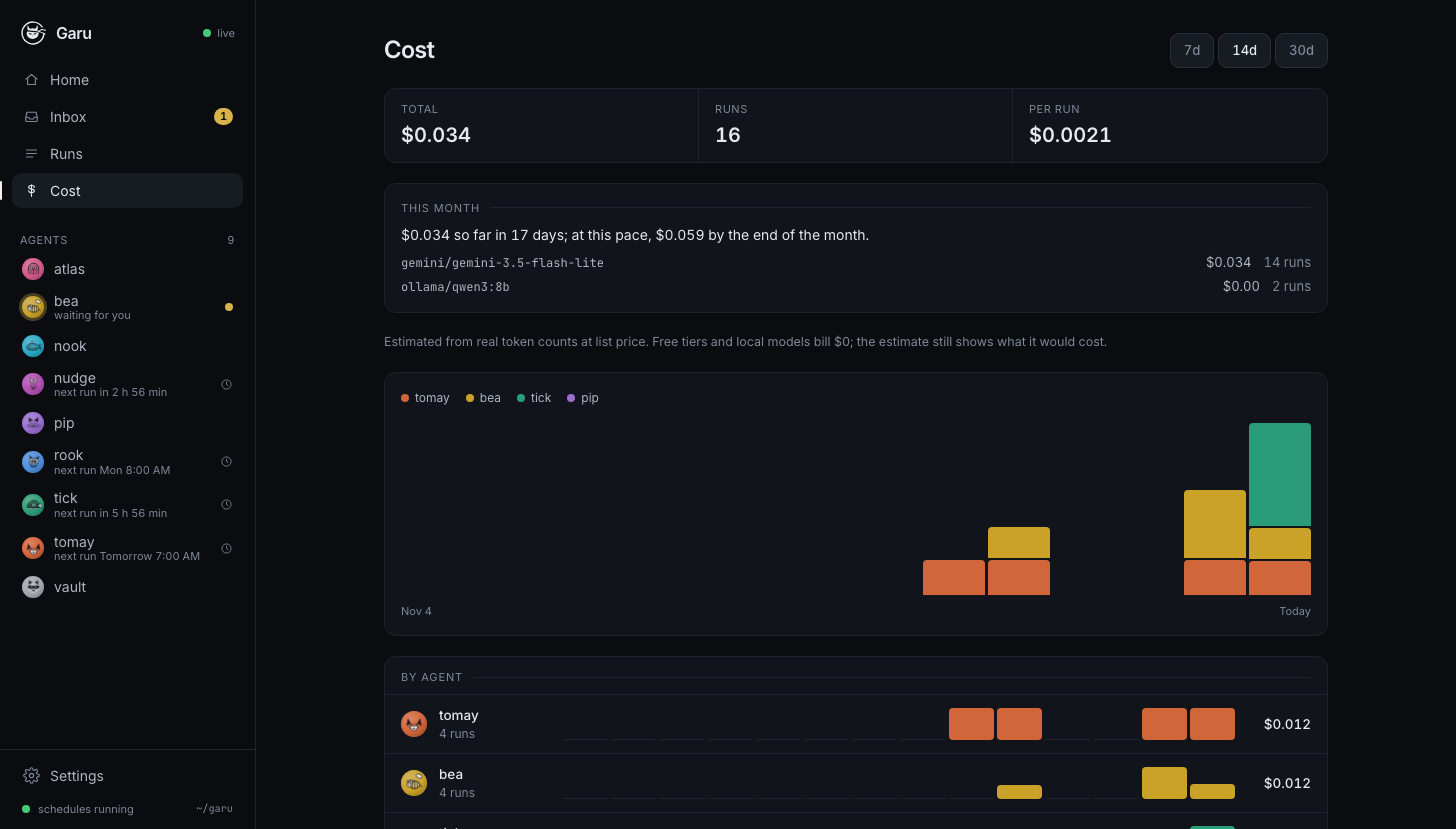 Garu
live
Home
Inbox
1
Runs
Cost
AGENTS
9
atlas
bea
waiting for you
nook
nudge
next run in 2 h 56 min
pip
rook
next run Mon 8:00 AM
tick
next run in 5 h 56 min
tomay
next run Tomorrow 7:00 AM
vault
Settings
schedules running
~/garu
Cost
7d
14d
30d
TOTAL
$0.034
RUNS
16
PER RUN
$0.0021
THIS MONTH
$0.034 so far in 17 days; at this pace, $0.059 by the end of the month.
gemini/gemini-3.5-flash-lite $0.034 14 runs
ollama/qwen3:8b $0.00 2 runs
Estimated from real token counts at list price. Free tiers and local models bill $0; the estimate still shows what it would cost.
tomay bea tick pip
Nov 4 Today
BY AGENT
tomay
4 runs
$0.012
bea
4 runs
$0.012